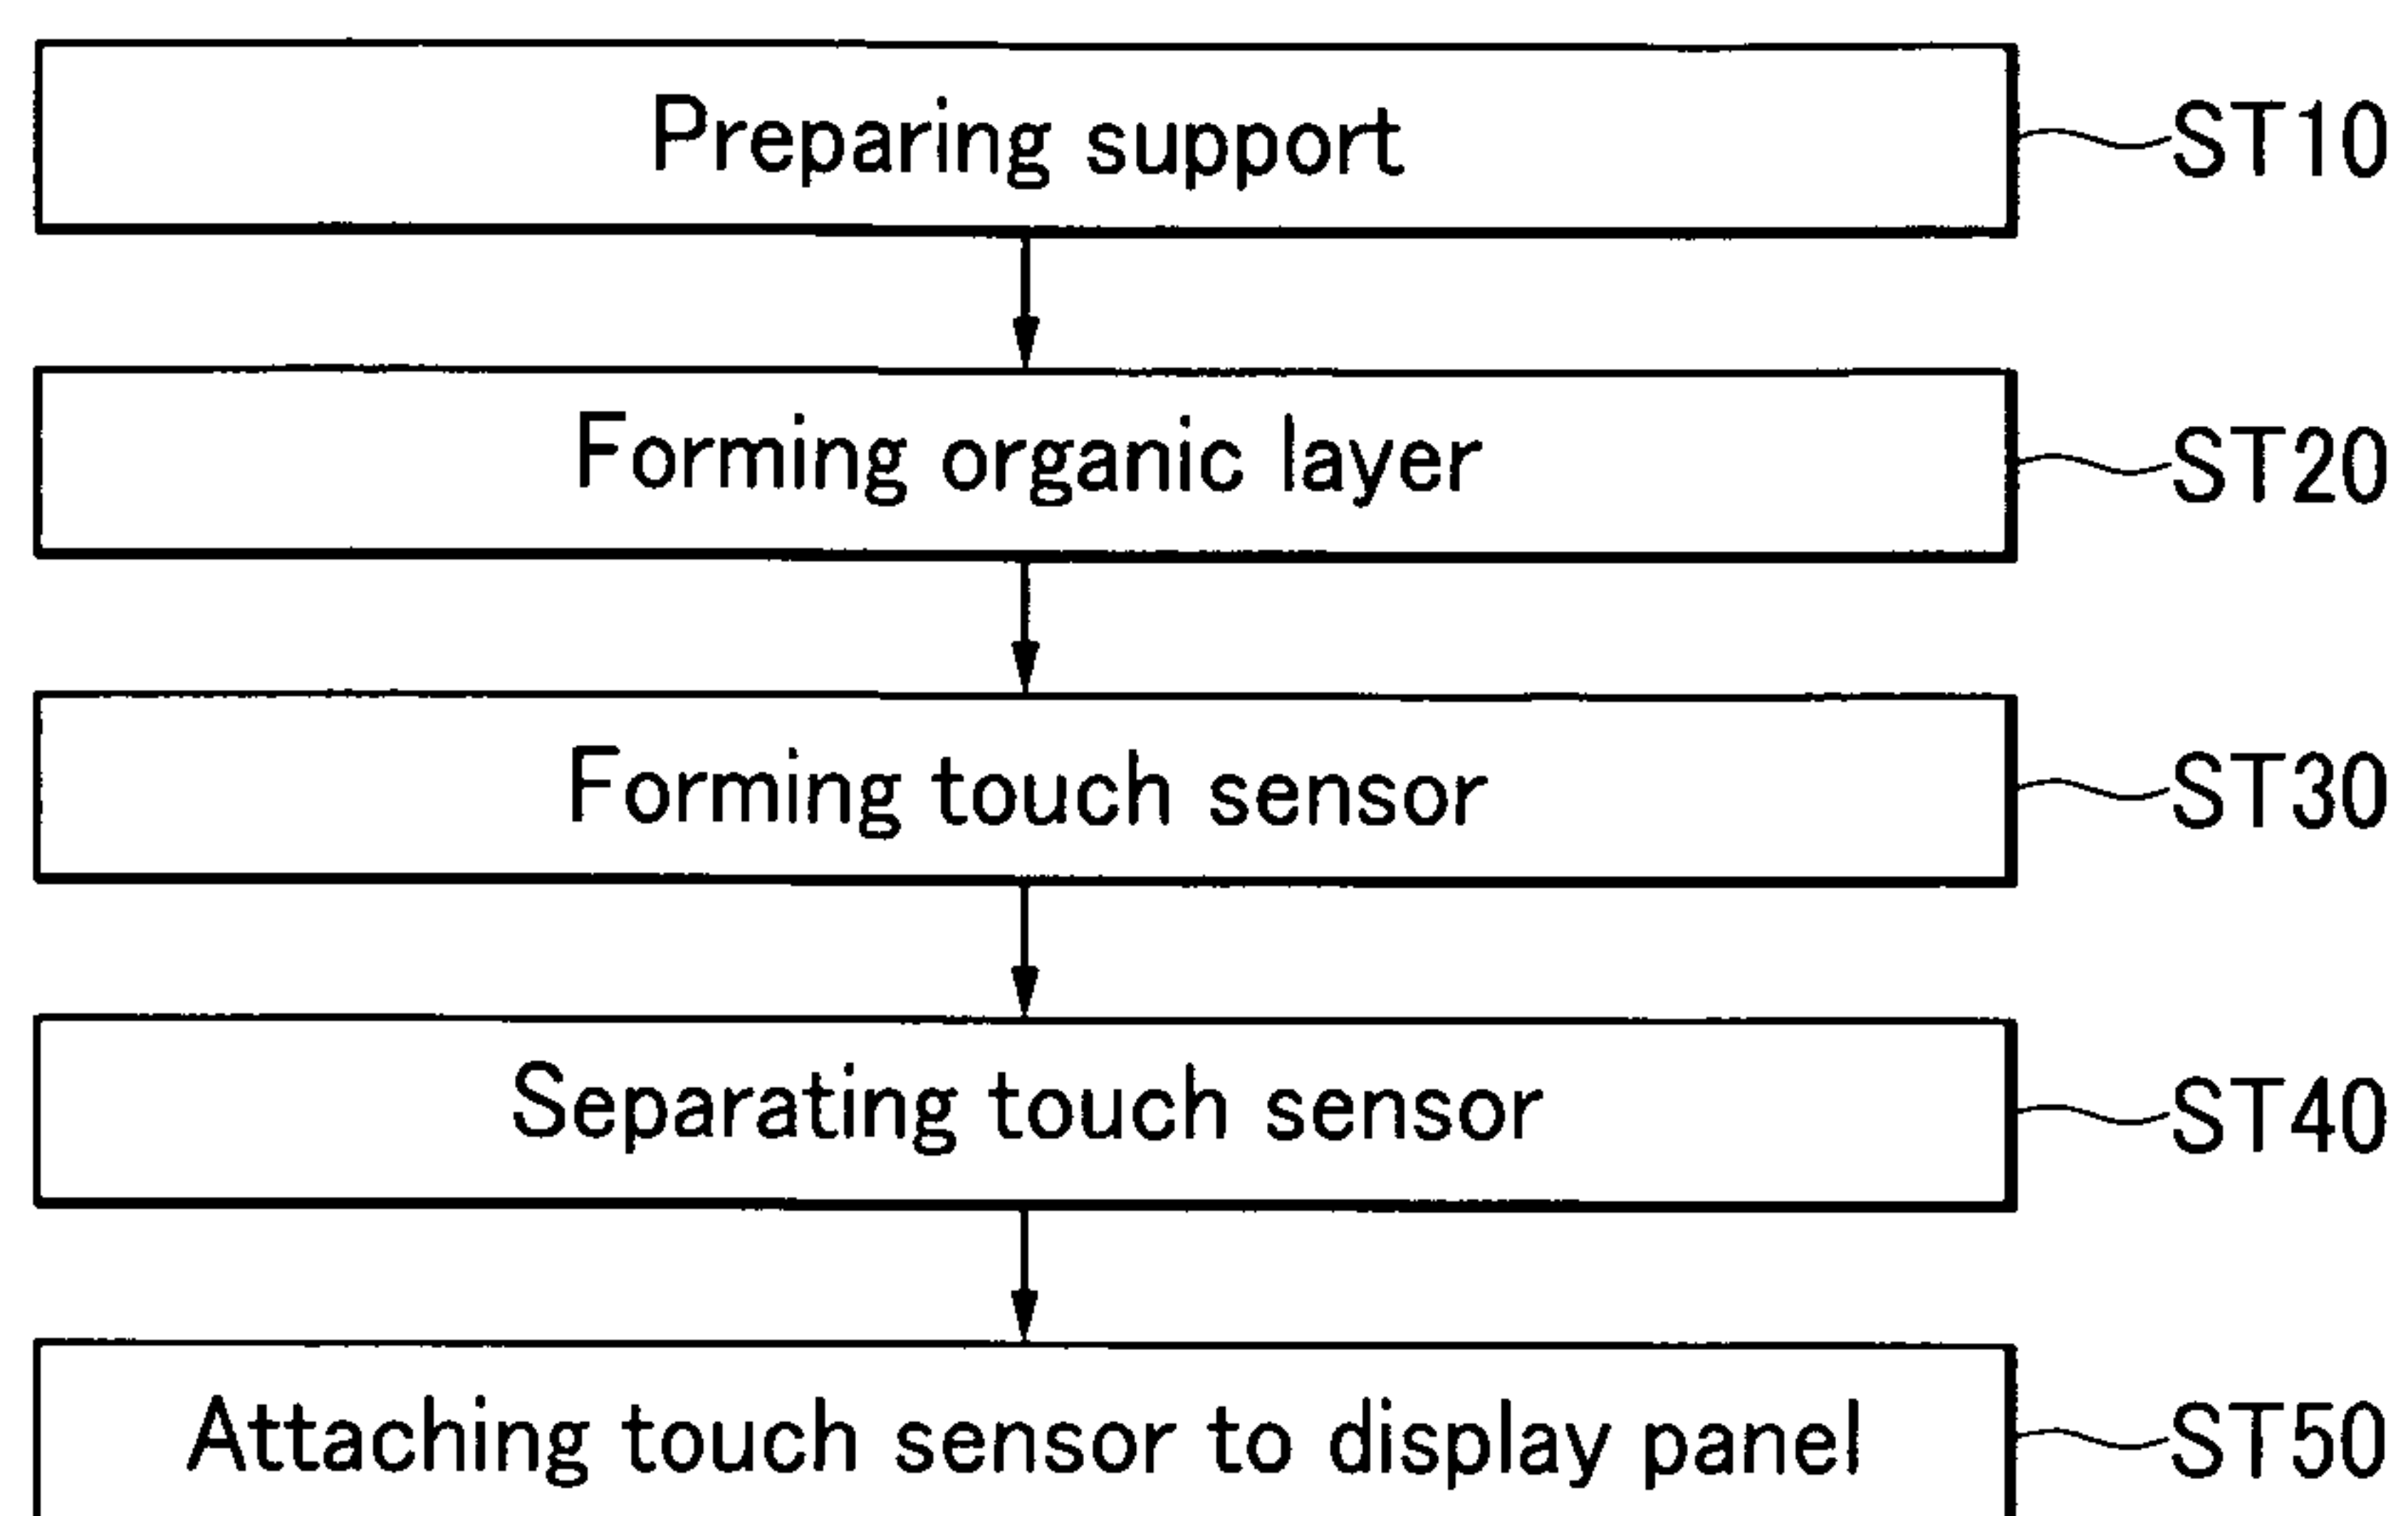 Preparing support ST10
Forming organic layer ST20
Forming touch sensor ST30
Separating touch sensor ST40
Attaching touch sensor to display panel ST50